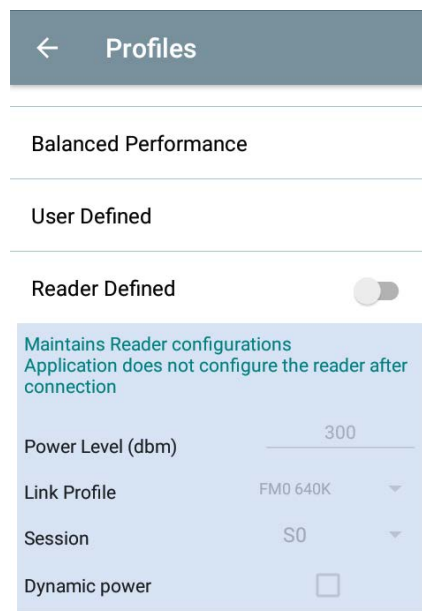 Profiles
Balanced Performance
User Defined
Reader Defined
Maintains Reader configurations
Application does not configure the reader after
connection
Power Level (dbm) 300
Link Profile FM0 640K
Session S0
Dynamic power